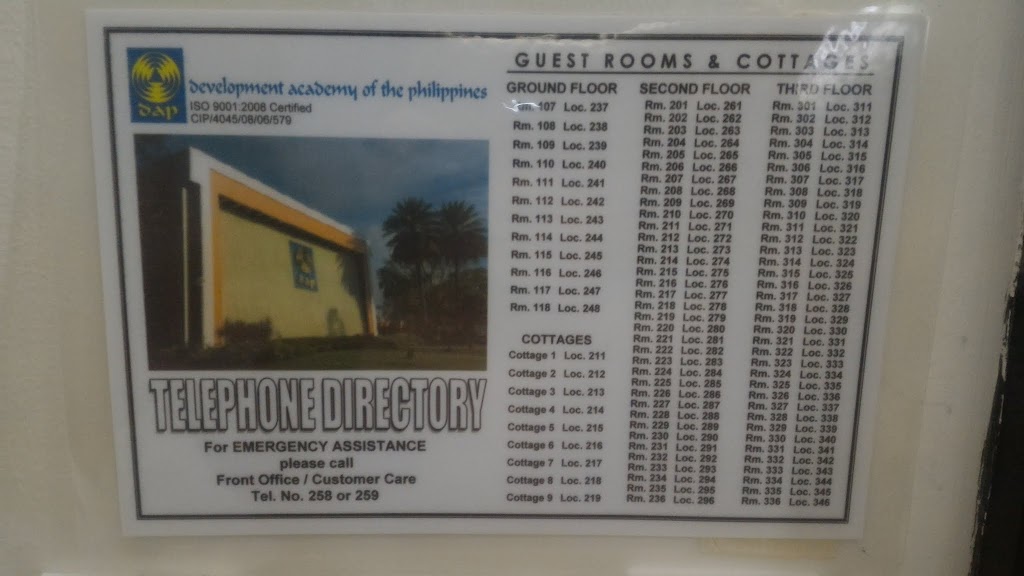 dap
development academy of the philippines
ISO 9001:2008 Certified
CIP/4045/08/06/579
dap
TELEPHONE DIRECTORY
For EMERGENCY ASSISTANCE
please call
Front Office / Customer Care
Tel. No. 258 or 259
GUEST ROOMS & COTTAGES
GROUND FLOOR
Rm. 107 Loc. 237
Rm. 108 Loc. 238
Rm. 109 Loc. 239
Rm. 110 Loc. 240
Rm. 111 Loc. 241
Rm. 112 Loc. 242
Rm. 113 Loc. 243
Rm. 114 Loc. 244
Rm. 115 Loc. 245
Rm. 116 Loc. 246
Rm. 117 Loc. 247
Rm. 118 Loc. 248
COTTAGES
Cottage 1 Loc. 211
Cottage 2 Loc. 212
Cottage 3 Loc. 213
Cottage 4 Loc. 214
Cottage 5 Loc. 215
Cottage 6 Loc. 216
Cottage 7 Loc. 217
Cottage 8 Loc. 218
Cottage 9 Loc. 219
SECOND FLOOR
Rm. 201 Loc. 261
Rm. 202 Loc. 262
Rm. 203 Loc. 263
Rm. 204 Loc. 264
Rm. 205 Loc. 265
Rm. 206 Loc. 266
Rm. 207 Loc. 267
Rm. 208 Loc. 268
Rm. 209 Loc. 269
Rm. 210 Loc. 270
Rm. 211 Loc. 271
Rm. 212 Loc. 272
Rm. 213 Loc. 273
Rm. 214 Loc. 274
Rm. 215 Loc. 275
Rm. 216 Loc. 276
Rm. 217 Loc. 277
Rm. 218 Loc. 278
Rm. 219 Loc. 279
Rm. 220 Loc. 280
Rm. 221 Loc. 281
Rm. 222 Loc. 282
Rm. 223 Loc. 283
Rm. 224 Loc. 284
Rm. 225 Loc. 285
Rm. 226 Loc. 286
Rm. 227 Loc. 287
Rm. 228 Loc. 288
Rm. 229 Loc. 289
Rm. 230 Loc. 290
Rm. 231 Loc. 291
Rm. 232 Loc. 292
Rm. 233 Loc. 293
Rm. 234 Loc. 294
Rm. 235 Loc. 295
Rm. 236 Loc. 296
THIRD FLOOR
Rm. 301 Loc. 311
Rm. 302 Loc. 312
Rm. 303 Loc. 313
Rm. 304 Loc. 314
Rm. 305 Loc. 315
Rm. 306 Loc. 316
Rm. 307 Loc. 317
Rm. 308 Loc. 318
Rm. 309 Loc. 319
Rm. 310 Loc. 320
Rm. 311 Loc. 321
Rm. 312 Loc. 322
Rm. 313 Loc. 323
Rm. 314 Loc. 324
Rm. 315 Loc. 325
Rm. 316 Loc. 326
Rm. 317 Loc. 327
Rm. 318 Loc. 328
Rm. 319 Loc. 329
Rm. 320 Loc. 330
Rm. 321 Loc. 331
Rm. 322 Loc. 332
Rm. 323 Loc. 333
Rm. 324 Loc. 334
Rm. 325 Loc. 335
Rm. 326 Loc. 336
Rm. 327 Loc. 337
Rm. 328 Loc. 338
Rm. 329 Loc. 339
Rm. 330 Loc. 340
Rm. 331 Loc. 341
Rm. 332 Loc. 342
Rm. 333 Loc. 343
Rm. 334 Loc. 344
Rm. 335 Loc. 345
Rm. 336 Loc. 346